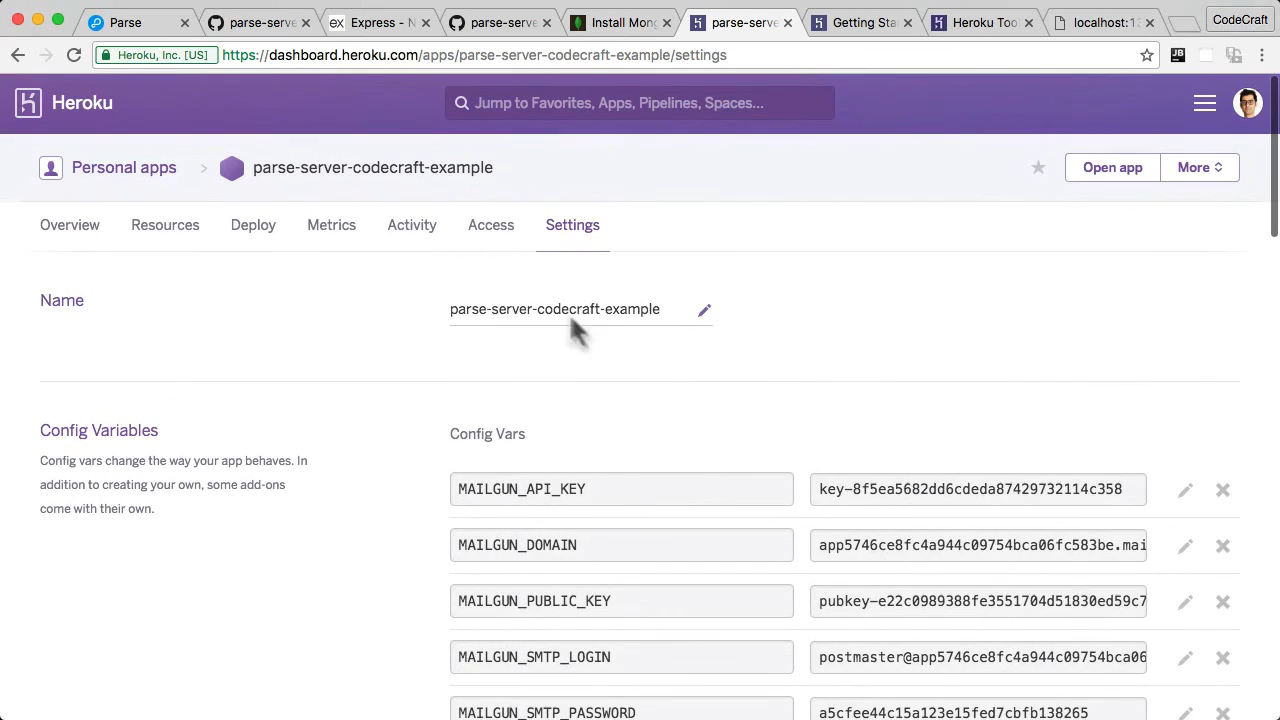 Parse
parse-serve
Express - N
parse-serve
Install Mong
parse-serve
Getting Sta
Heroku Too
localhost:13
CodeCraft
Heroku, Inc. [US]
https://dashboard.heroku.com/apps/parse-server-codecraft-example/settings
Heroku
Jump to Favorites, Apps, Pipelines, Spaces...
Personal apps > parse-server-codecraft-example
Open app
More
Overview Resources Deploy Metrics Activity Access Settings
Name
parse-server-codecraft-example
Config Variables
Config vars change the way your app behaves. In
addition to creating your own, some add-ons
come with their own.
Config Vars
MAILGUN_API_KEY
key-8f5ea5682dd6cdeda87429732114c358
MAILGUN_DOMAIN
app5746ce8fc4a944c09754bca06fc583be.mai
MAILGUN_PUBLIC_KEY
pubkey-e22c0989388fe3551704d51830ed59c7
MAILGUN_SMTP_LOGIN
postmaster@app5746ce8fc4a944c09754bca06
MAILGUN_SMTP_PASSWORD
a5cfee44c15a123e15fed7cbfb138265